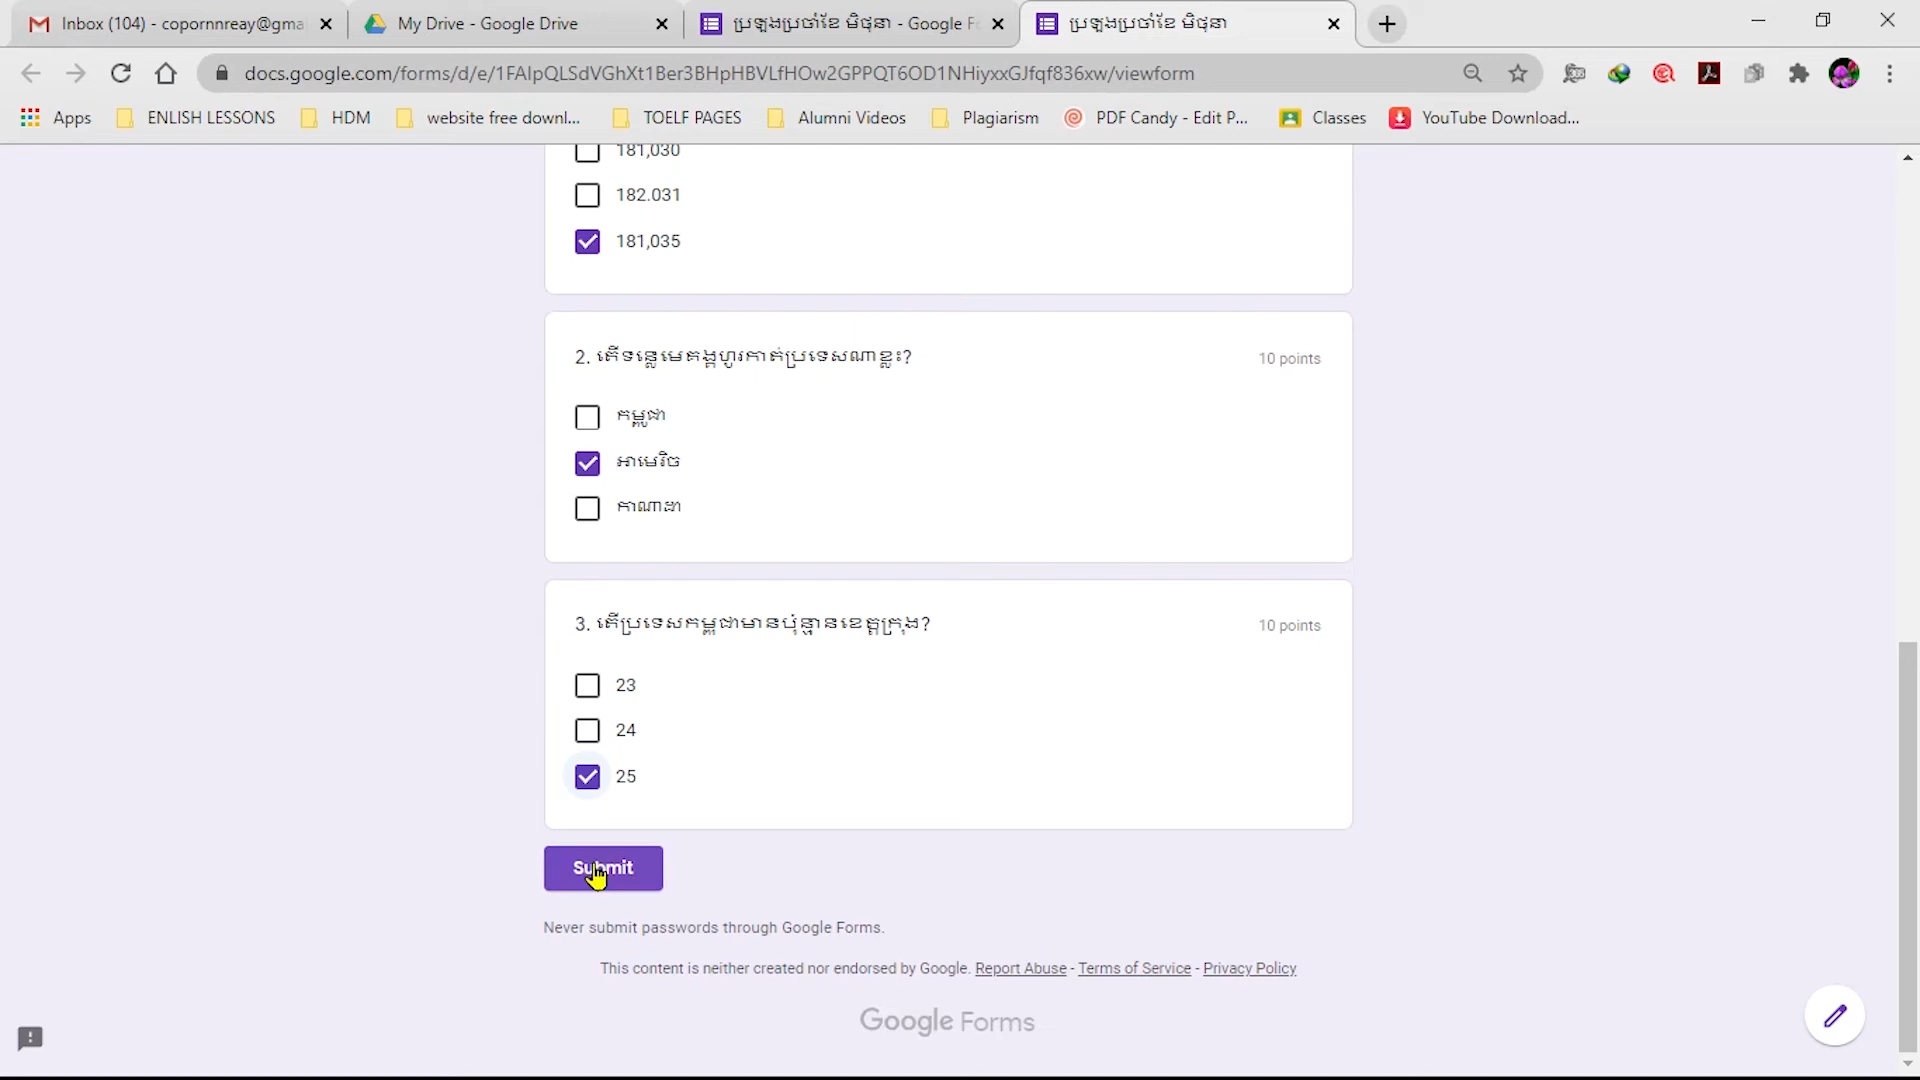 Inbox (104) - copornnreay@gma
My Drive - Google Drive
ប្រឡងប្រចាំខែ មិថុនា - Google Fo
ប្រឡងប្រចាំខែ មិថុនា
docs.google.com/forms/d/e/1FAIpQLSdVGhXt1Ber3BHpHBVLfHOw2GPPQT6OD1NHiyxxGJfqf836xw/viewform
Apps
ENLISH LESSONS
HDM
website free downl...
TOELF PAGES
Alumni Videos
Plagiarism
PDF Candy - Edit P...
Classes
YouTube Download...
181,030
182.031
181,035
2. តើទន្លេមេគង្គហូរកាត់ប្រទេសណាខ្លះ?
10 points
កម្ពូជា
អាមេរិច
កាណាដា
3. តើប្រទេសកម្ពុជាមានប៉ុន្មានខេត្តក្រុង?
10 points
23
24
25
Submit
Never submit passwords through Google Forms.
This content is neither created nor endorsed by Google. Report Abuse - Terms of Service - Privacy Policy
Google Forms